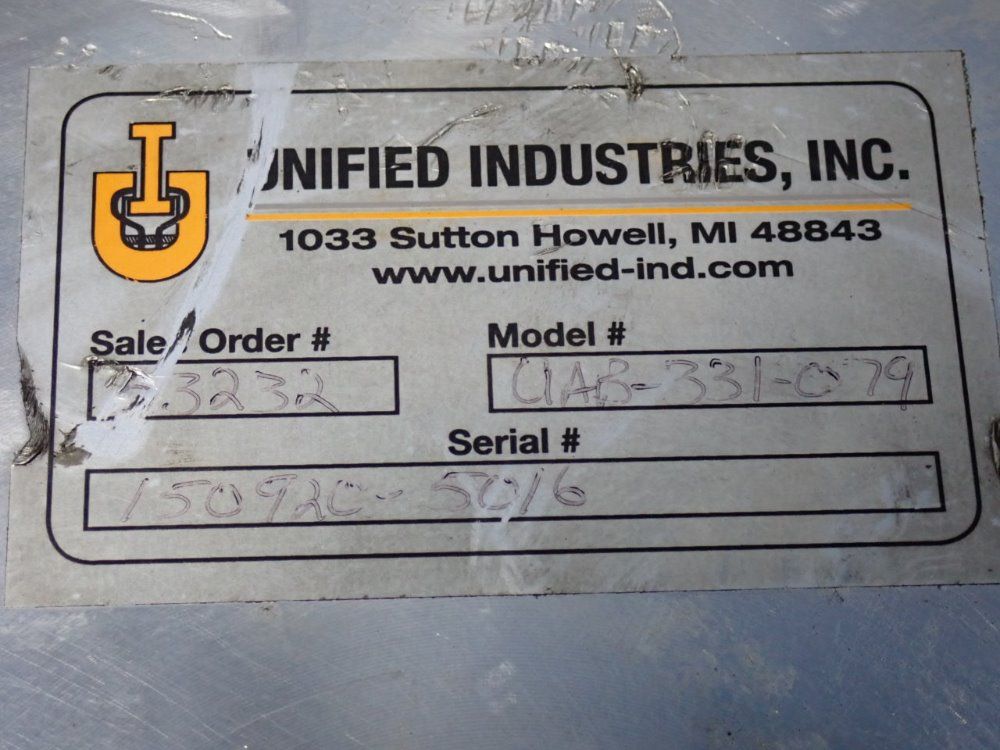 UNIFIED INDUSTRIES, INC.
1033 Sutton Howell, MI 48843
www.unified-ind.com
Sales Order # Model #
UAB-331-079
Serial #
150920-5016